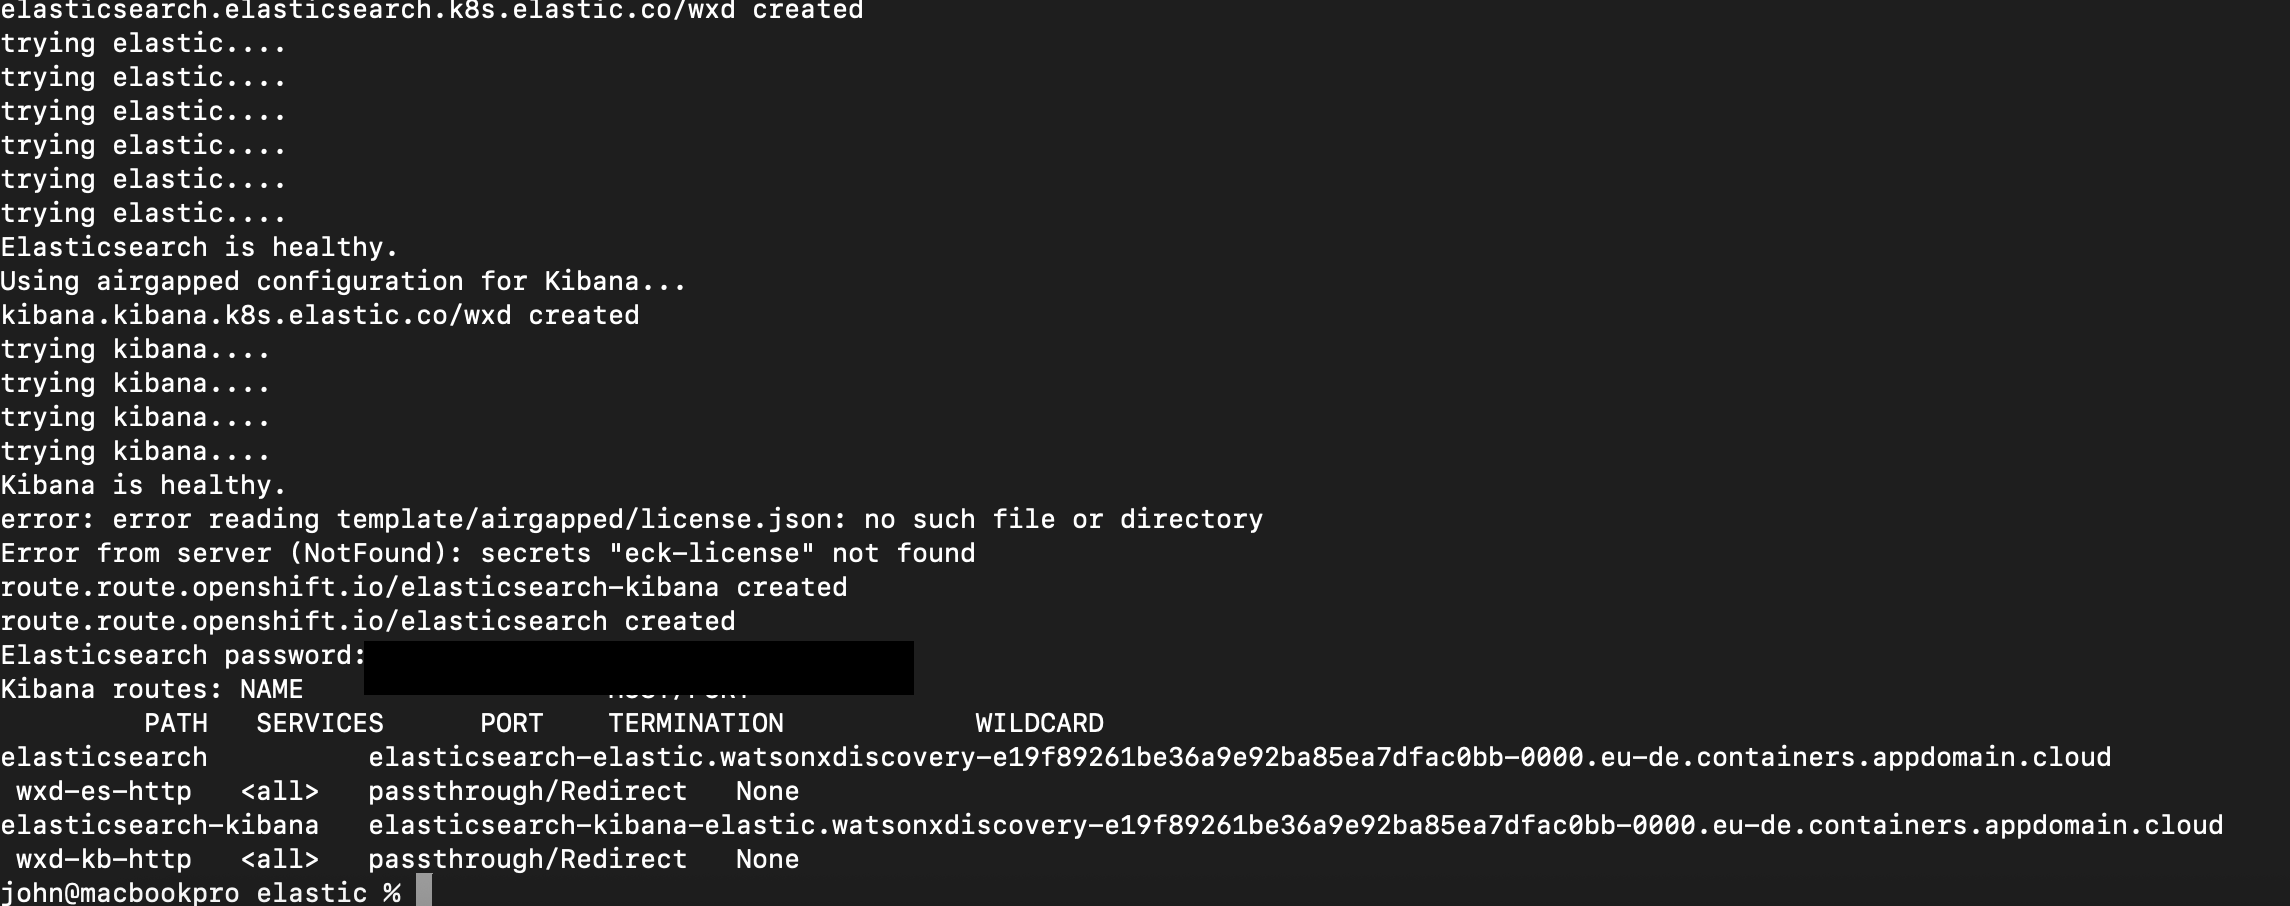 elasticsearch.elasticsearch.k8s.elastic.co/wxd created
trying elastic....
trying elastic....
trying elastic....
trying elastic....
trying elastic....
trying elastic....
Elasticsearch is healthy.
Using airgapped configuration for Kibana...
kibana.kibana.k8s.elastic.co/wxd created
trying kibana....
trying kibana....
trying kibana....
trying kibana....
Kibana is healthy.
error: error reading template/airgapped/license.json: no such file or directory
Error from server (NotFound): secrets "eck-license" not found
route.route.openshift.io/elasticsearch-kibana created
route.route.openshift.io/elasticsearch created
Elasticsearch password:
Kibana routes: NAME
PATH SERVICES PORT TERMINATION WILDCARD
elasticsearch elasticsearch-elastic.watsonxdiscovery-e19f89261be36a9e92ba85ea7dfac0bb-0000.eu-de.containers.appdomain.cloud
wxd-es-http <all> passthrough/Redirect None
elasticsearch-kibana elasticsearch-kibana-elastic.watsonxdiscovery-e19f89261be36a9e92ba85ea7dfac0bb-0000.eu-de.containers.appdomain.cloud
wxd-kb-http <all> passthrough/Redirect None
john@macbookpro elastic %